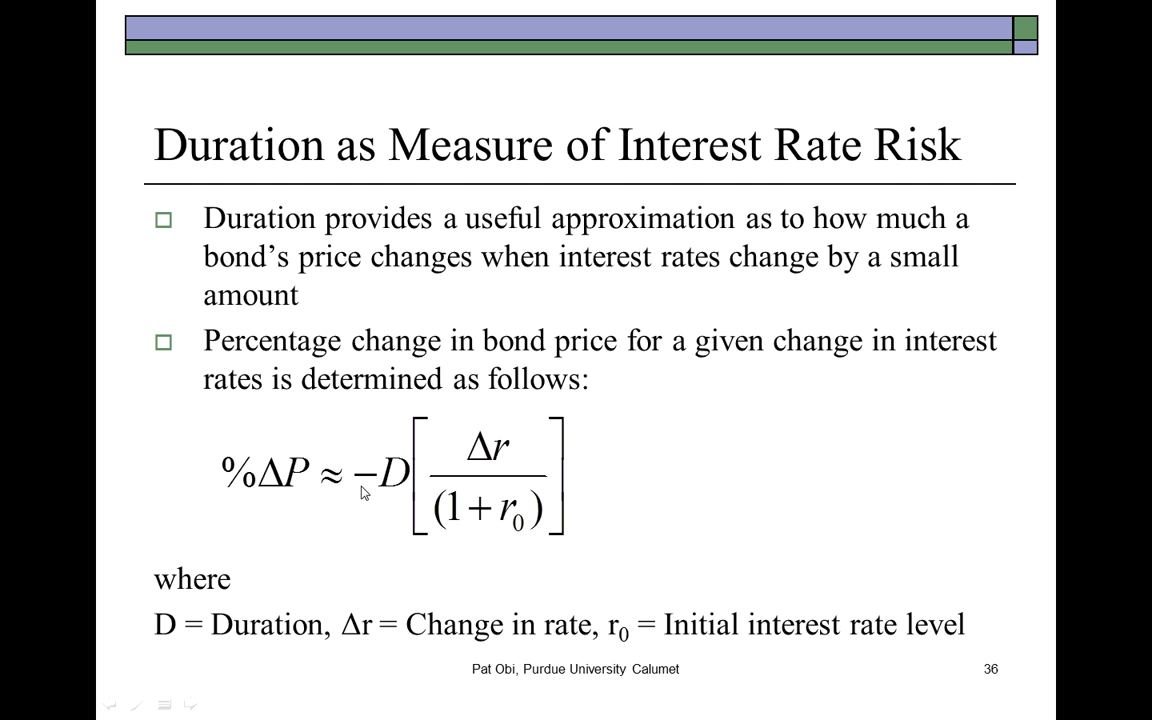 Duration as Measure of Interest Rate Risk
Duration provides a useful approximation as to how much a
bond’s price changes when interest rates change by a small
amount
Percentage change in bond price for a given change in interest
rates is determined as follows:
%ΔP ≈ −D[Δr / (1 + r₀)]
where
D = Duration, Δr = Change in rate, r₀ = Initial interest rate level
Pat Obi, Purdue University Calumet 36